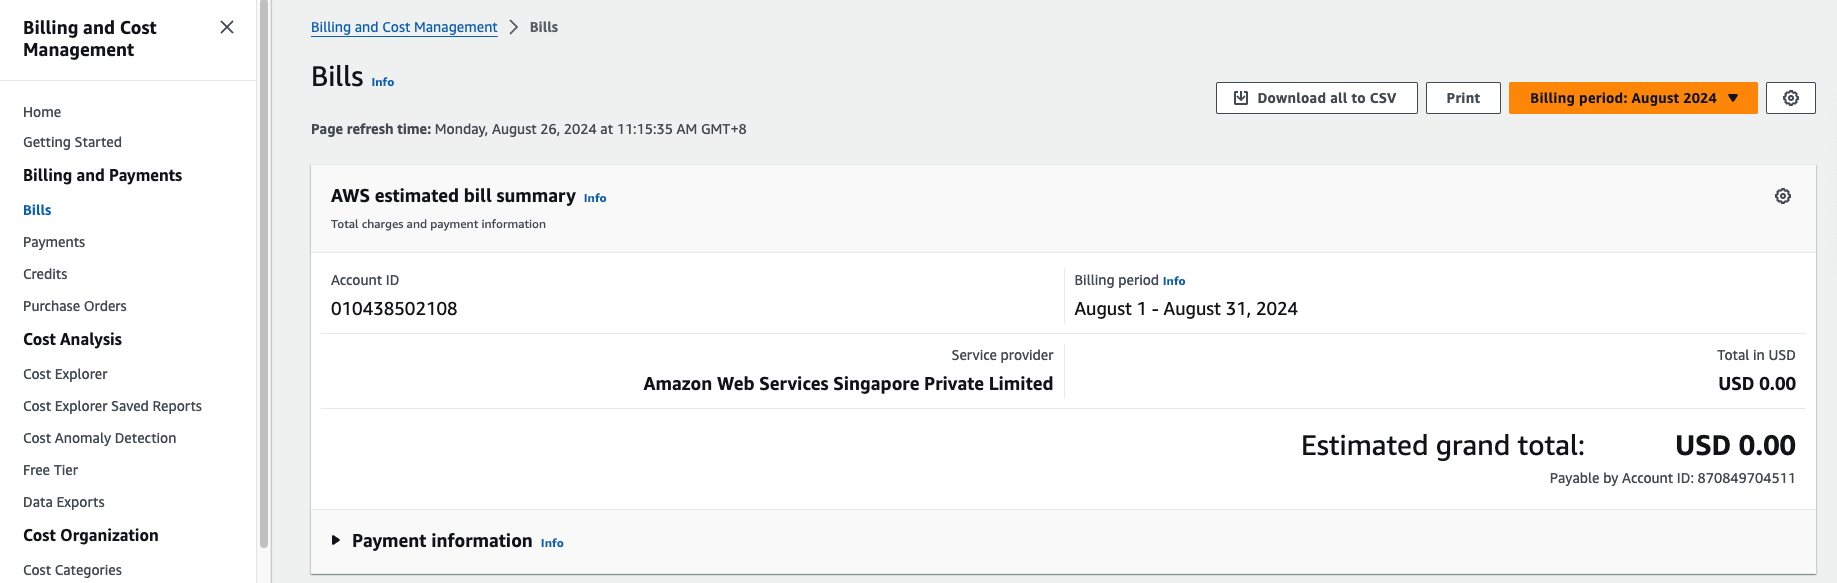 Billing and Cost
Management
Home
Getting Started
Billing and Payments
Bills
Payments
Credits
Purchase Orders
Cost Analysis
Cost Explorer
Cost Explorer Saved Reports
Cost Anomaly Detection
Free Tier
Data Exports
Cost Organization
Cost Categories
Billing and Cost Management > Bills
Bills Info
Download all to CSV
Print
Billing period: August 2024
Page refresh time: Monday, August 26, 2024 at 11:15:35 AM GMT+8
AWS estimated bill summary Info
Total charges and payment information
Account ID
010438502108
Billing period Info
August 1 - August 31, 2024
Service provider
Amazon Web Services Singapore Private Limited
Total in USD
USD 0.00
Estimated grand total: USD 0.00
Payable by Account ID: 870849704511
Payment information Info